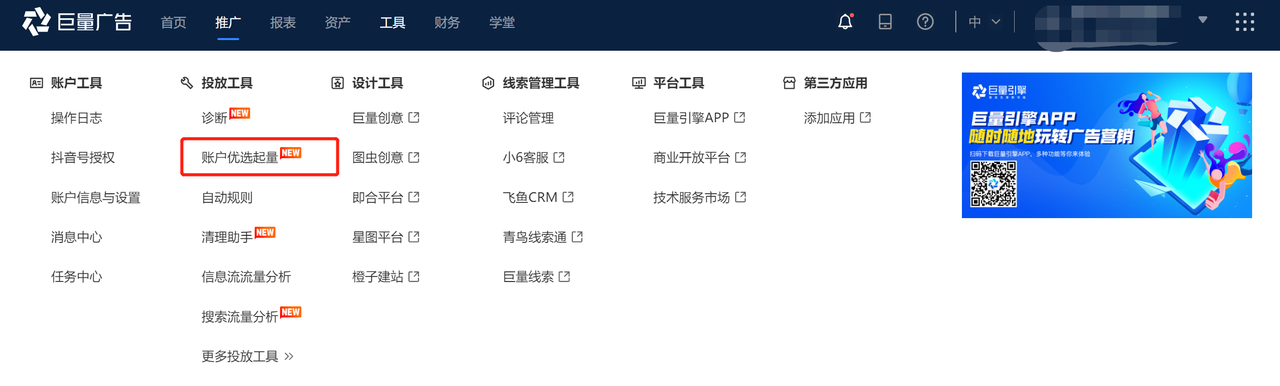 巨量广告 首页 推广 报表 资产 工具 财务 学堂 中
账户工具 投放工具 设计工具 线索管理工具 平台工具 第三方应用
操作日志 诊断 NEW 巨量创意 评论管理 巨量引擎APP 添加应用
抖音号授权 账户优选起量 NEW 图虫创意 小6客服 商业开放平台
账户信息与设置 自动规则 即合平台 飞鱼CRM 技术服务市场
消息中心 清理助手 NEW 星图平台 青鸟线索通
任务中心 信息流流量分析 橙子建站 巨量线索
搜索流量分析 NEW
更多投放工具 >>
巨量引擎
巨量引擎APP
随时随地玩转广告营销
扫码下载巨量引擎APP，多种功能等你来体验